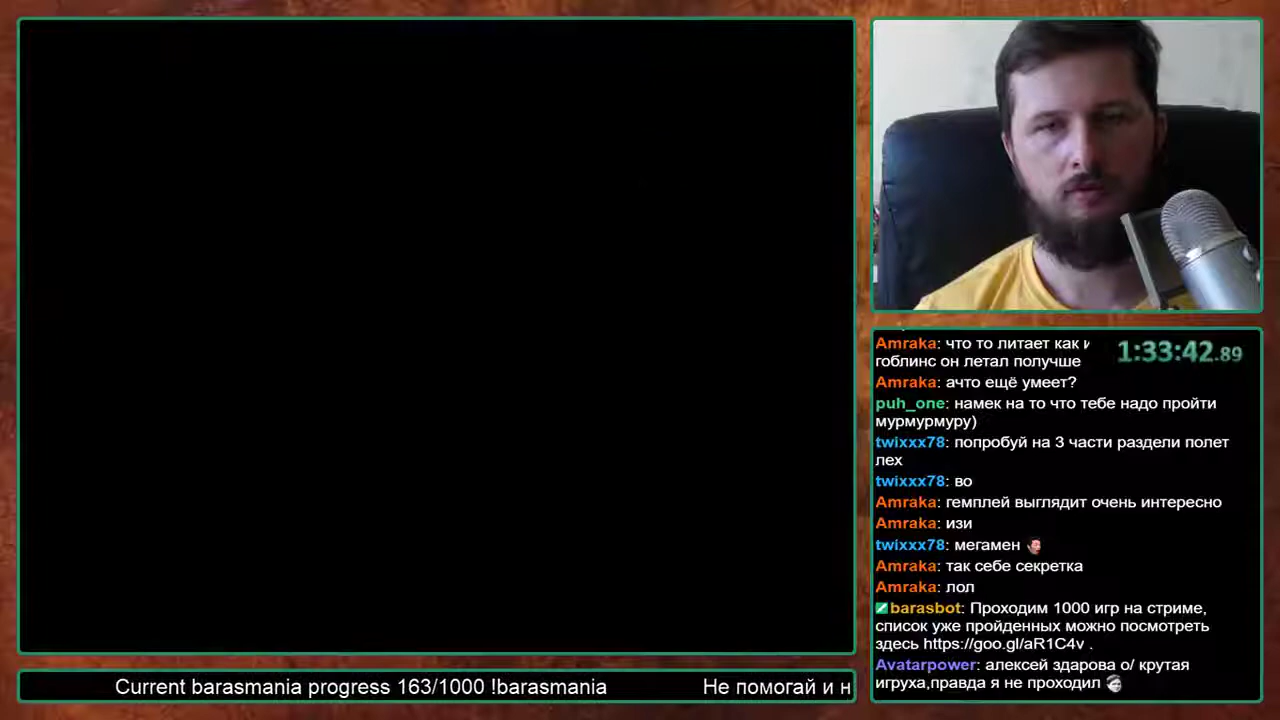 Amraka: что то литает как и
гоблинс он летал получше
1:33:42.89
Amraka: ачто ещё умеет?
puh_one: намек на то что тебе надо пройти
мурмурмуру)
twixxx78: попробуй на 3 части раздели полет
лех
twixxx78: во
Amraka: гемплей выглядит очень интересно
Amraka: изи
twixxx78: мегамен
Amraka: так себе секретка
Amraka: лол
barasbot: Проходим 1000 игр на стриме,
список уже пройденных можно посмотреть
здесь https://goo.gl/aR1C4v .
Avatarpower: алексей здарова о/ крутая
игруха,правда я не проходил
Current barasmania progress 163/1000 !barasmania Не помогай и н